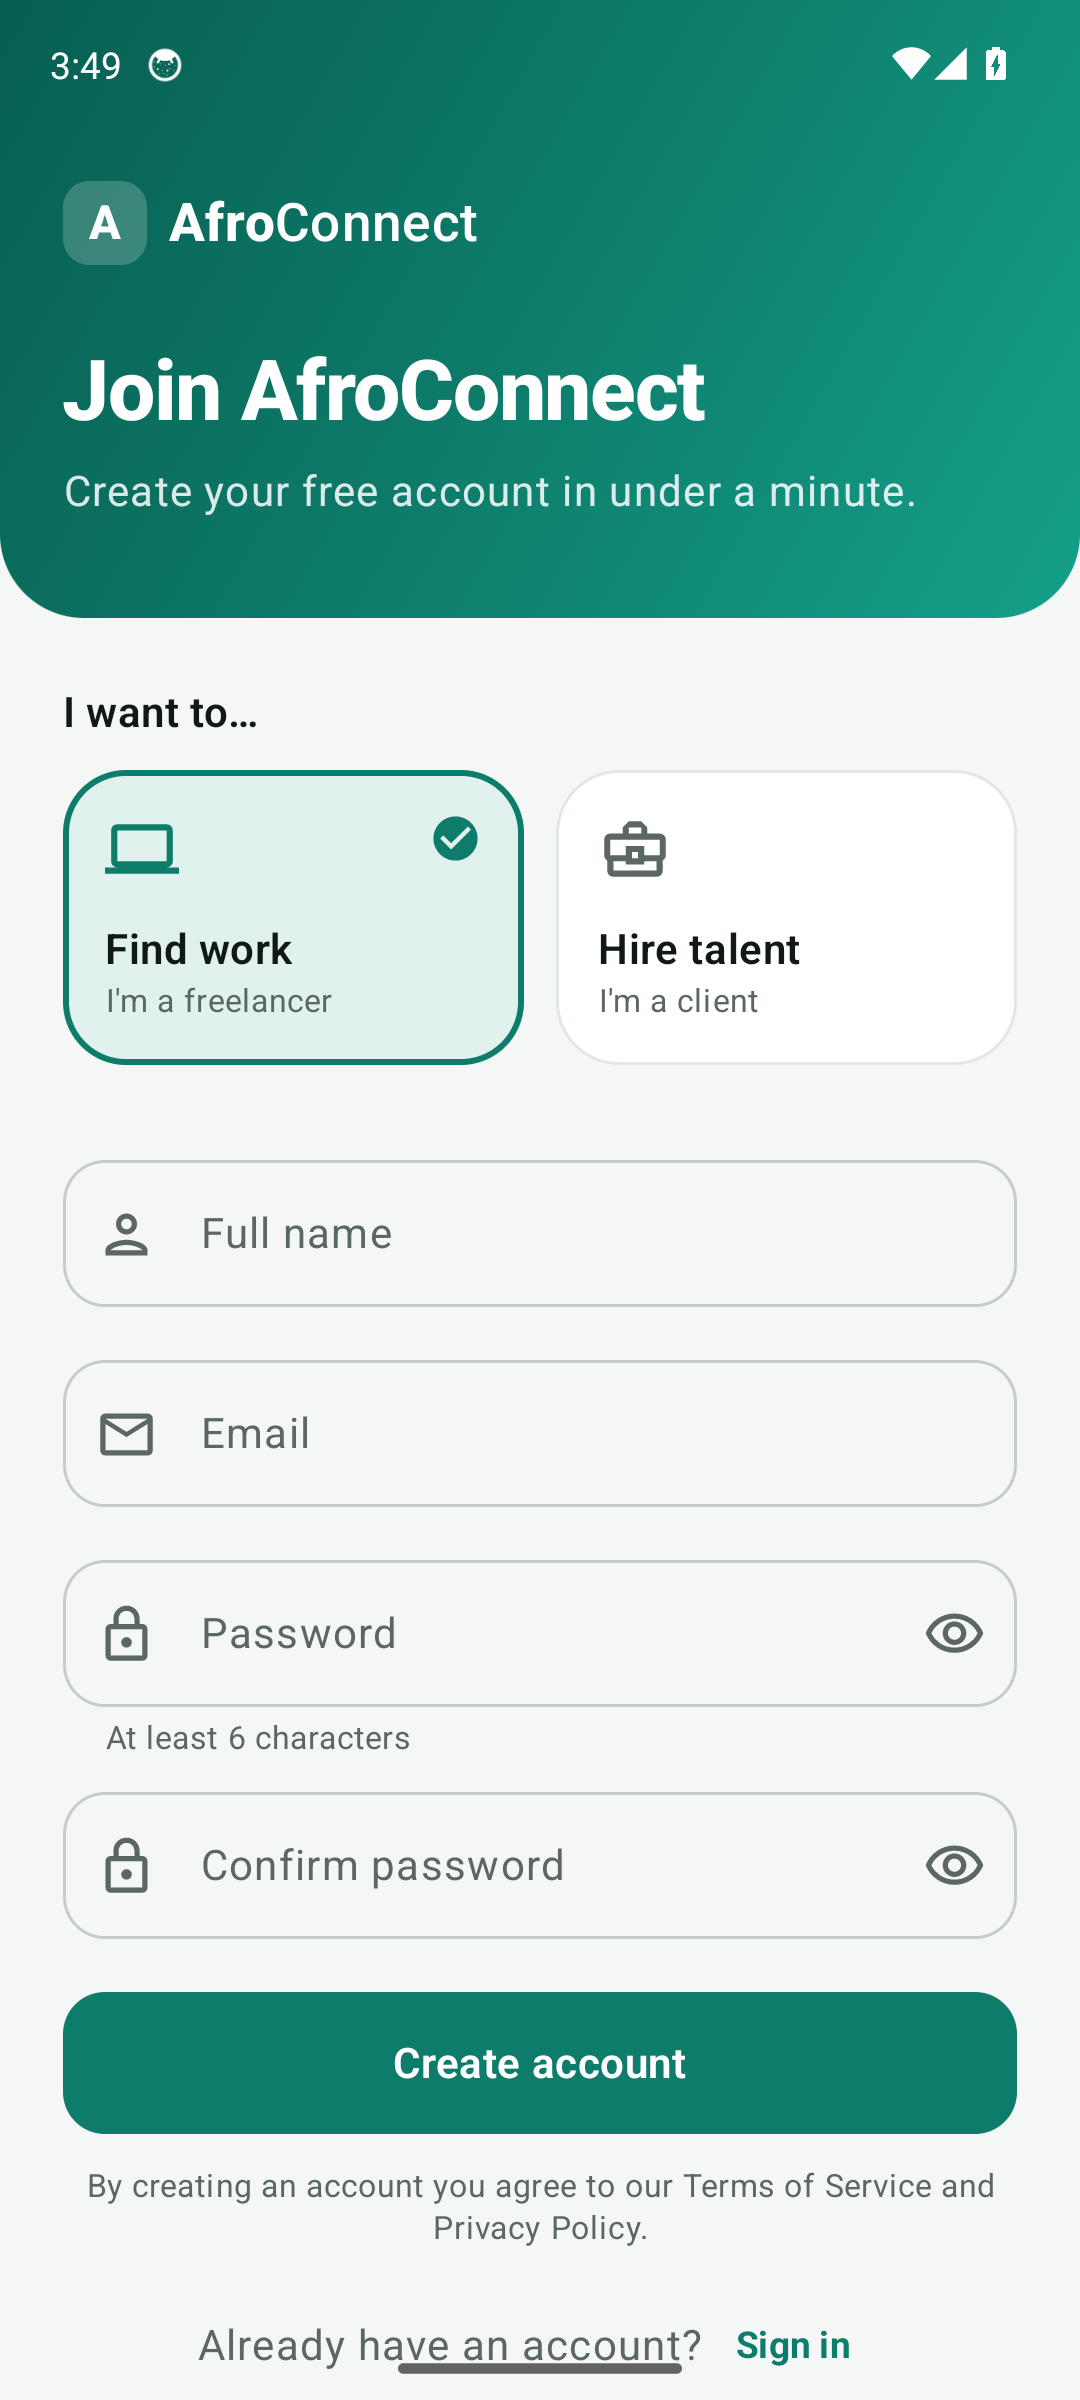 3:49
A AfroConnect
Join AfroConnect
Create your free account in under a minute.
I want to...
Find work
I'm a freelancer
Hire talent
I'm a client
Full name
Email
Password
At least 6 characters
Confirm password
Create account
By creating an account you agree to our Terms of Service and
Privacy Policy.
Already have an account? Sign in